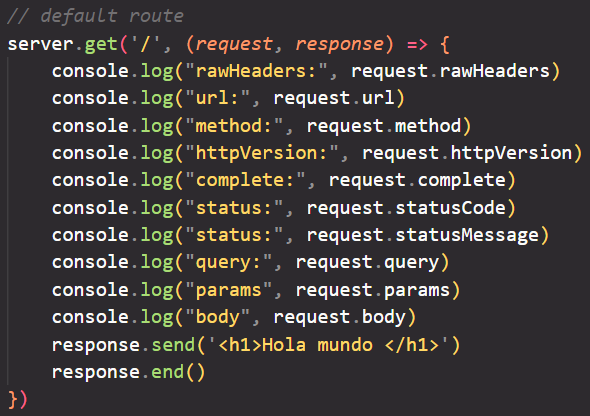 // default route
server.get('/', (request, response) => {
    console.log("rawHeaders:", request.rawHeaders)
    console.log("url:", request.url)
    console.log("method:", request.method)
    console.log("httpVersion:", request.httpVersion)
    console.log("complete:", request.complete)
    console.log("status:", request.statusCode)
    console.log("status:", request.statusMessage)
    console.log("query:", request.query)
    console.log("params", request.params)
    console.log("body", request.body)
    response.send('<h1>Hola mundo </h1>')
    response.end()
})